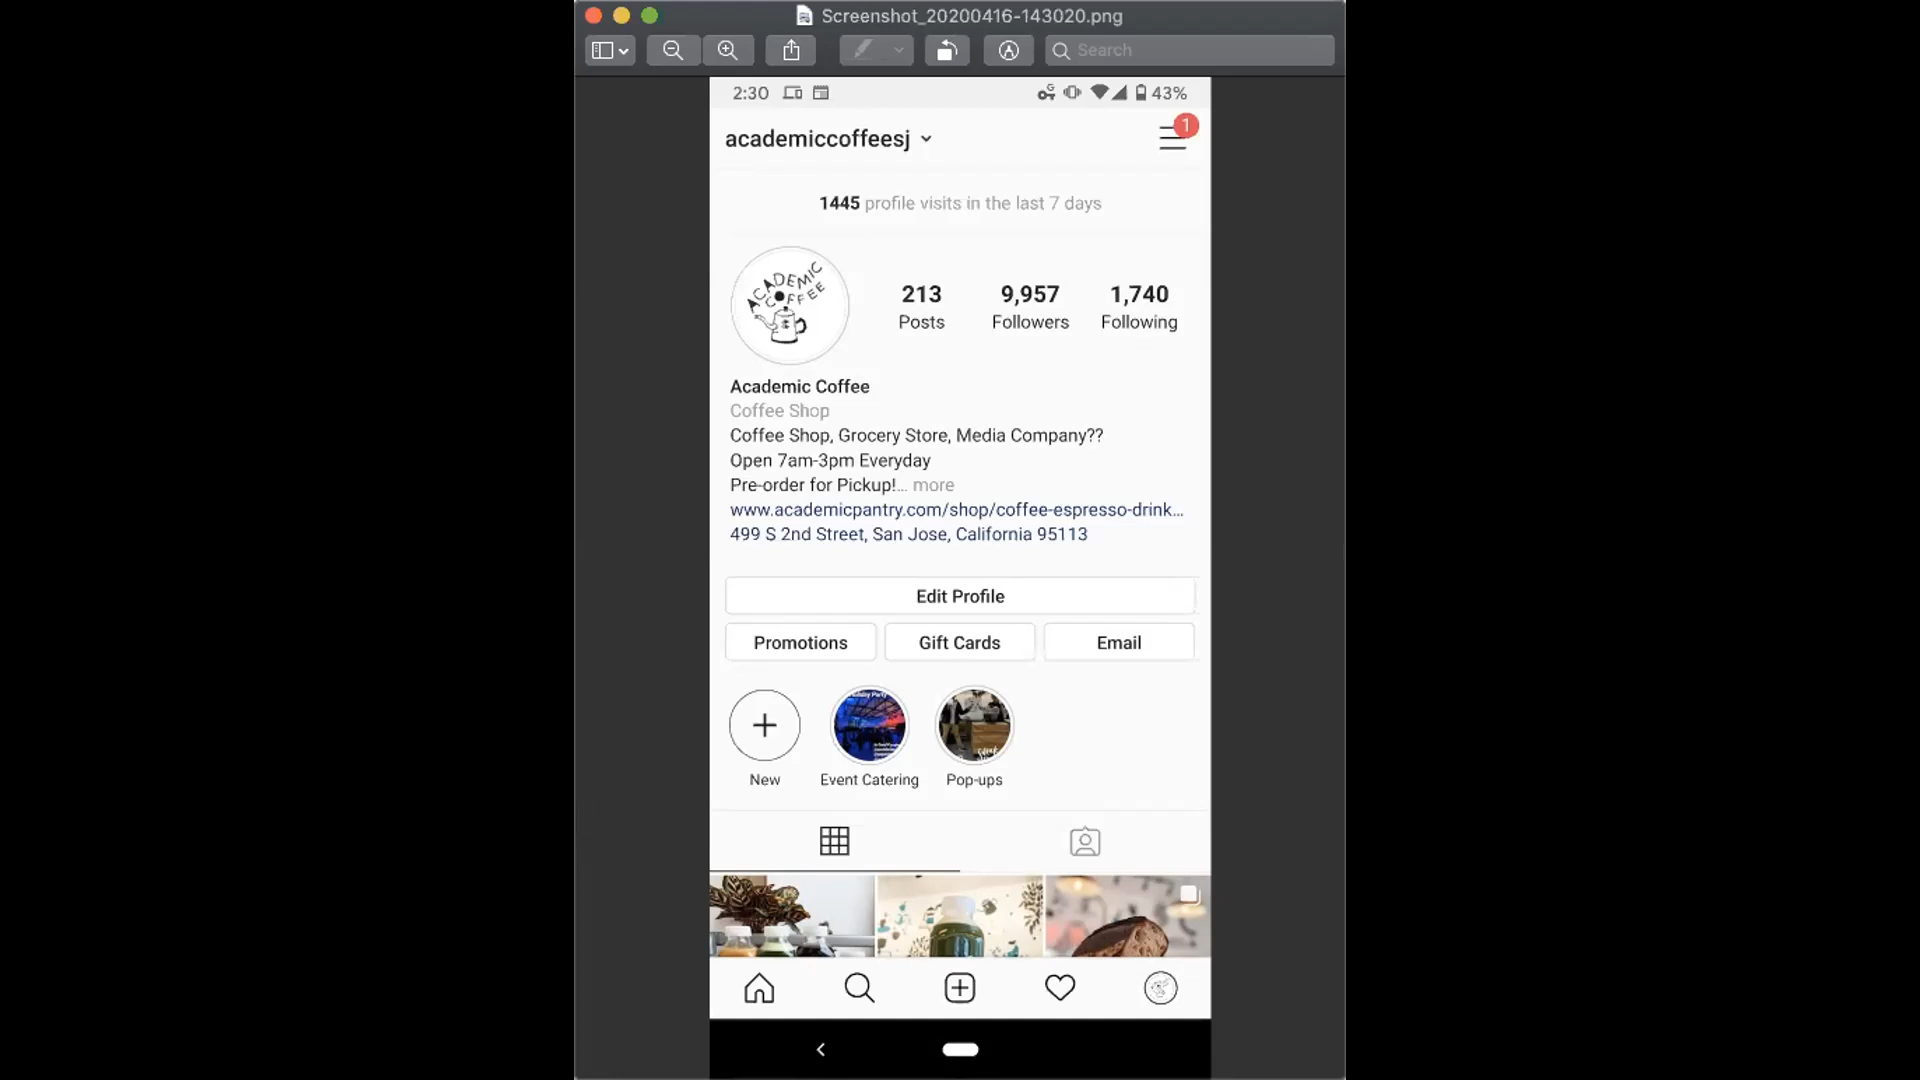 Screenshot_20200416-143020.png
Search
2:30
G
43%
academiccoffeesj
1
1445 profile visits in the last 7 days
ACADEMIC
COFFEE
213
Posts
9,957
Followers
1,740
Following
Academic Coffee
Coffee Shop
Coffee Shop, Grocery Store, Media Company??
Open 7am-3pm Everyday
Pre-order for Pickup!... more
www.academicpantry.com/shop/coffee-espresso-drink...
499 S 2nd Street, San Jose, California 95113
Edit Profile
Promotions
Gift Cards
Email
New
Event Catering
Pop-ups